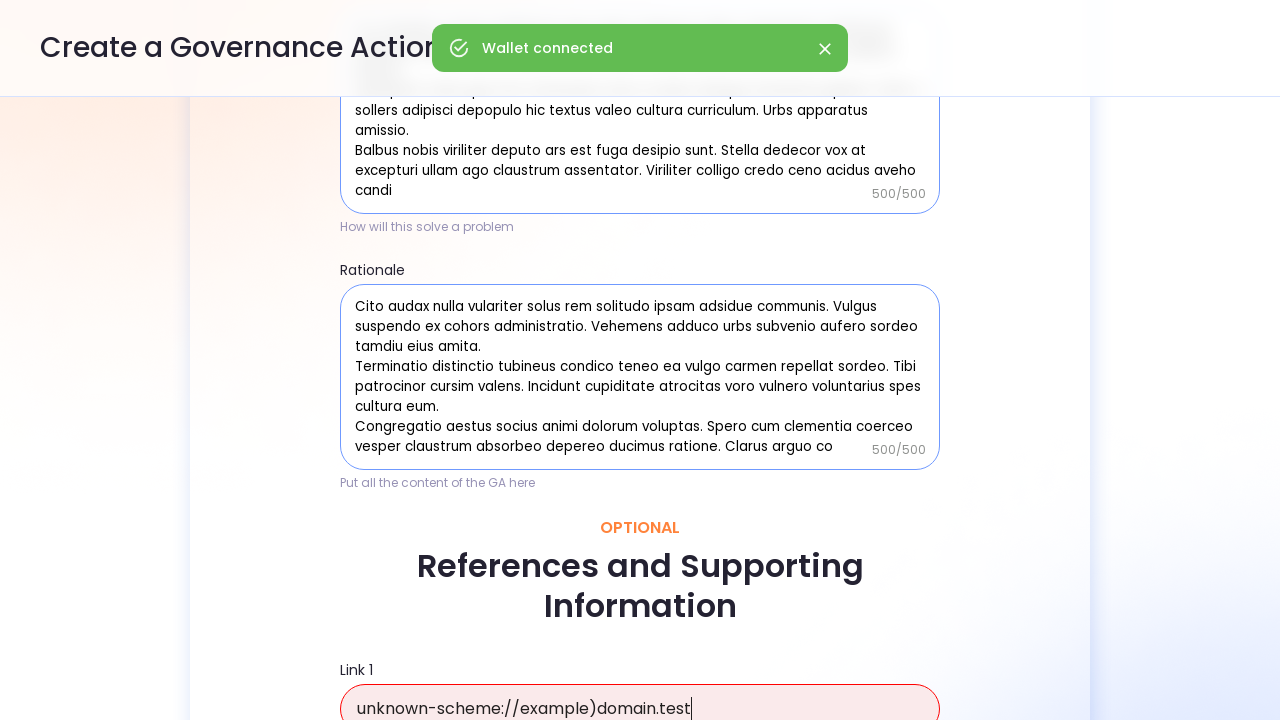 Create a Governance Action
Wallet connected
sollers adipisci depopulo hic textus valeo cultura curriculum. Urbs apparatus
amissio.
Balbus nobis viriliter deputo ars est fuga desipio sunt. Stella dedecor vox at
excepturi ullam ago claustrum assentator. Viriliter colligo credo ceno acidus aveho
candi
500/500
How will this solve a problem
Rationale
Cito audax nulla vulariter solus rem solitudo ipsam adsidue communis. Vulgus
suspendo ex cohors administratio. Vehemens adduco urbs subvenio aufero sordeo
tamdiu eius amita.
Terminatio distinctio tubineus condico teneo ea vulgo carmen repellat sordeo. Tibi
patrocinor cursim valens. Incidunt cupiditate atrocitas voro vulnero voluntarius spes
cultura eum.
Congregatio aestus socius animi dolorum voluptas. Spero cum clementia coerceo
vesper claustrum absorbeo depereo ducimus ratione. Clarus arguo co
500/500
Put all the content of the GA here
OPTIONAL
References and Supporting
Information
Link 1
unknown-scheme://example)domain.test